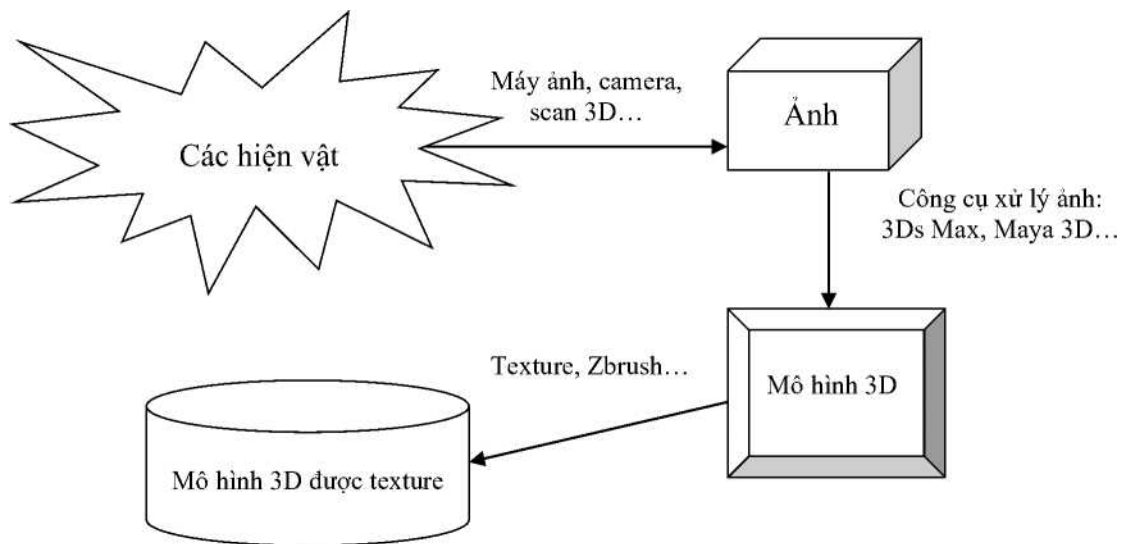 Các hiện vật
Máy ảnh, camera,
scan 3D…
Ảnh
Công cụ xử lý ảnh:
3Ds Max, Maya 3D…
Mô hình 3D
Texture, Zbrush…
Mô hình 3D được texture